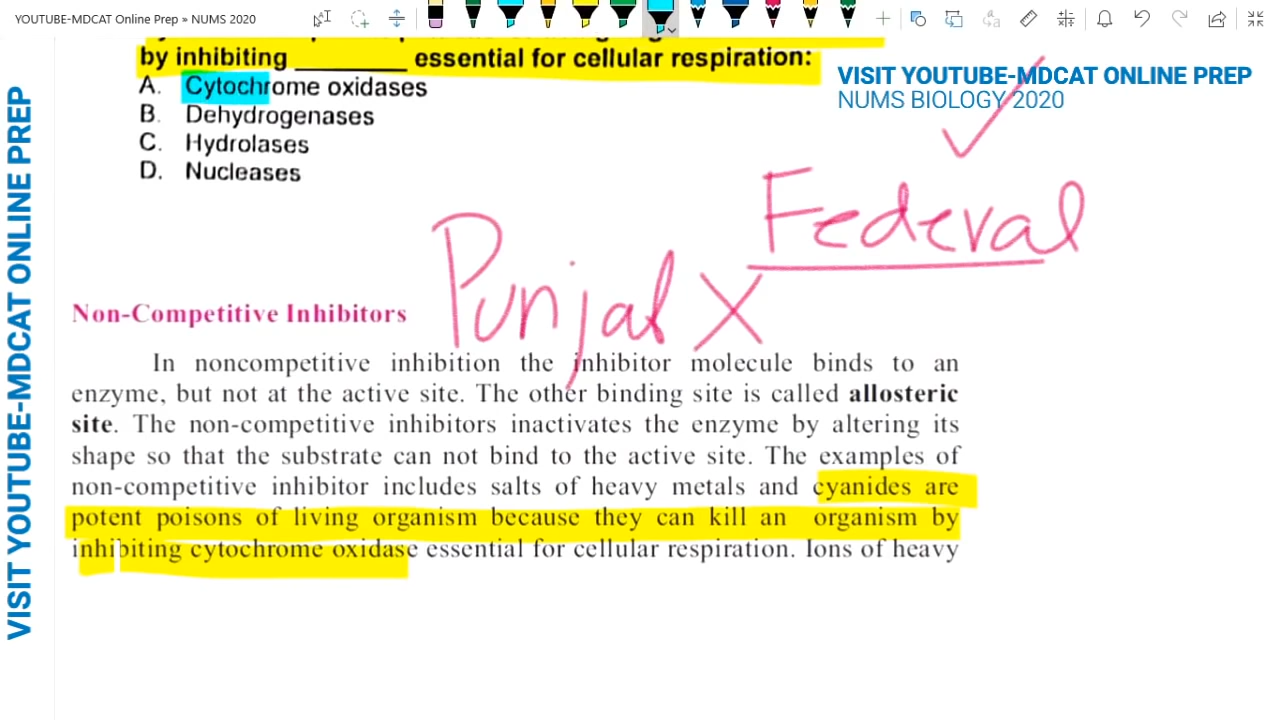 YOUTUBE-MDCAT Online Prep » NUMS 2020
by inhibiting ________ essential for cellular respiration:
A. Cytochrome oxidases
B. Dehydrogenases
C. Hydrolases
D. Nucleases
VISIT YOUTUBE-MDCAT ONLINE PREP
NUMS BIOLOGY 2020
Federal
Punjab X
Non-Competitive Inhibitors
In noncompetitive inhibition the inhibitor molecule binds to an
enzyme, but not at the active site. The other binding site is called allosteric
site. The non-competitive inhibitors inactivates the enzyme by altering its
shape so that the substrate can not bind to the active site. The examples of
non-competitive inhibitor includes salts of heavy metals and cyanides are
potent poisons of living organism because they can kill an organism by
inhibiting cytochrome oxidase essential for cellular respiration. Ions of heavy
VISIT YOUTUBE-MDCAT ONLINE PREP